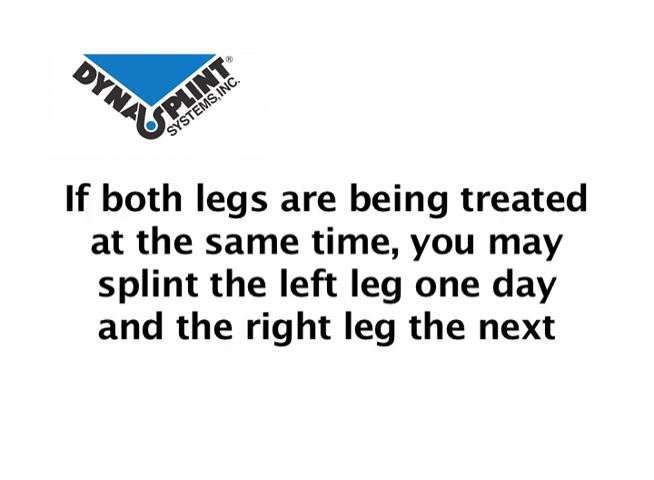 DYNASPLINT®
SYSTEMS, INC.
If both legs are being treated
at the same time, you may
splint the left leg one day
and the right leg the next